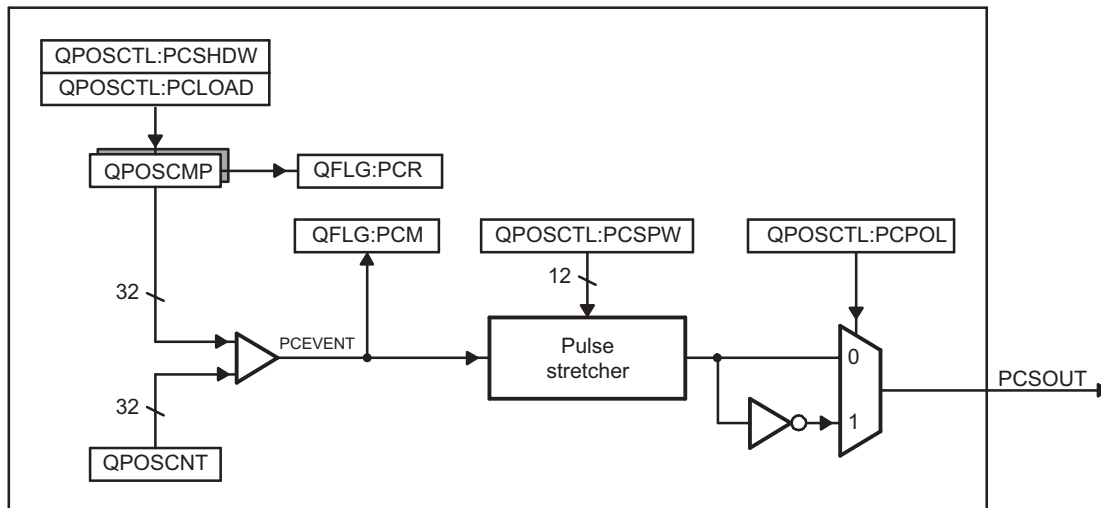 QPOSCTL:PCSHDW
QPOSCTL:PCLOAD
QPOSCMP
QFLG:PCR
QFLG:PCM
QPOSCTL:PCSPW
QPOSCTL:PCPOL
32
12
PCEVENT
Pulse
stretcher
0
1
PCSOUT
32
QPOSCNT